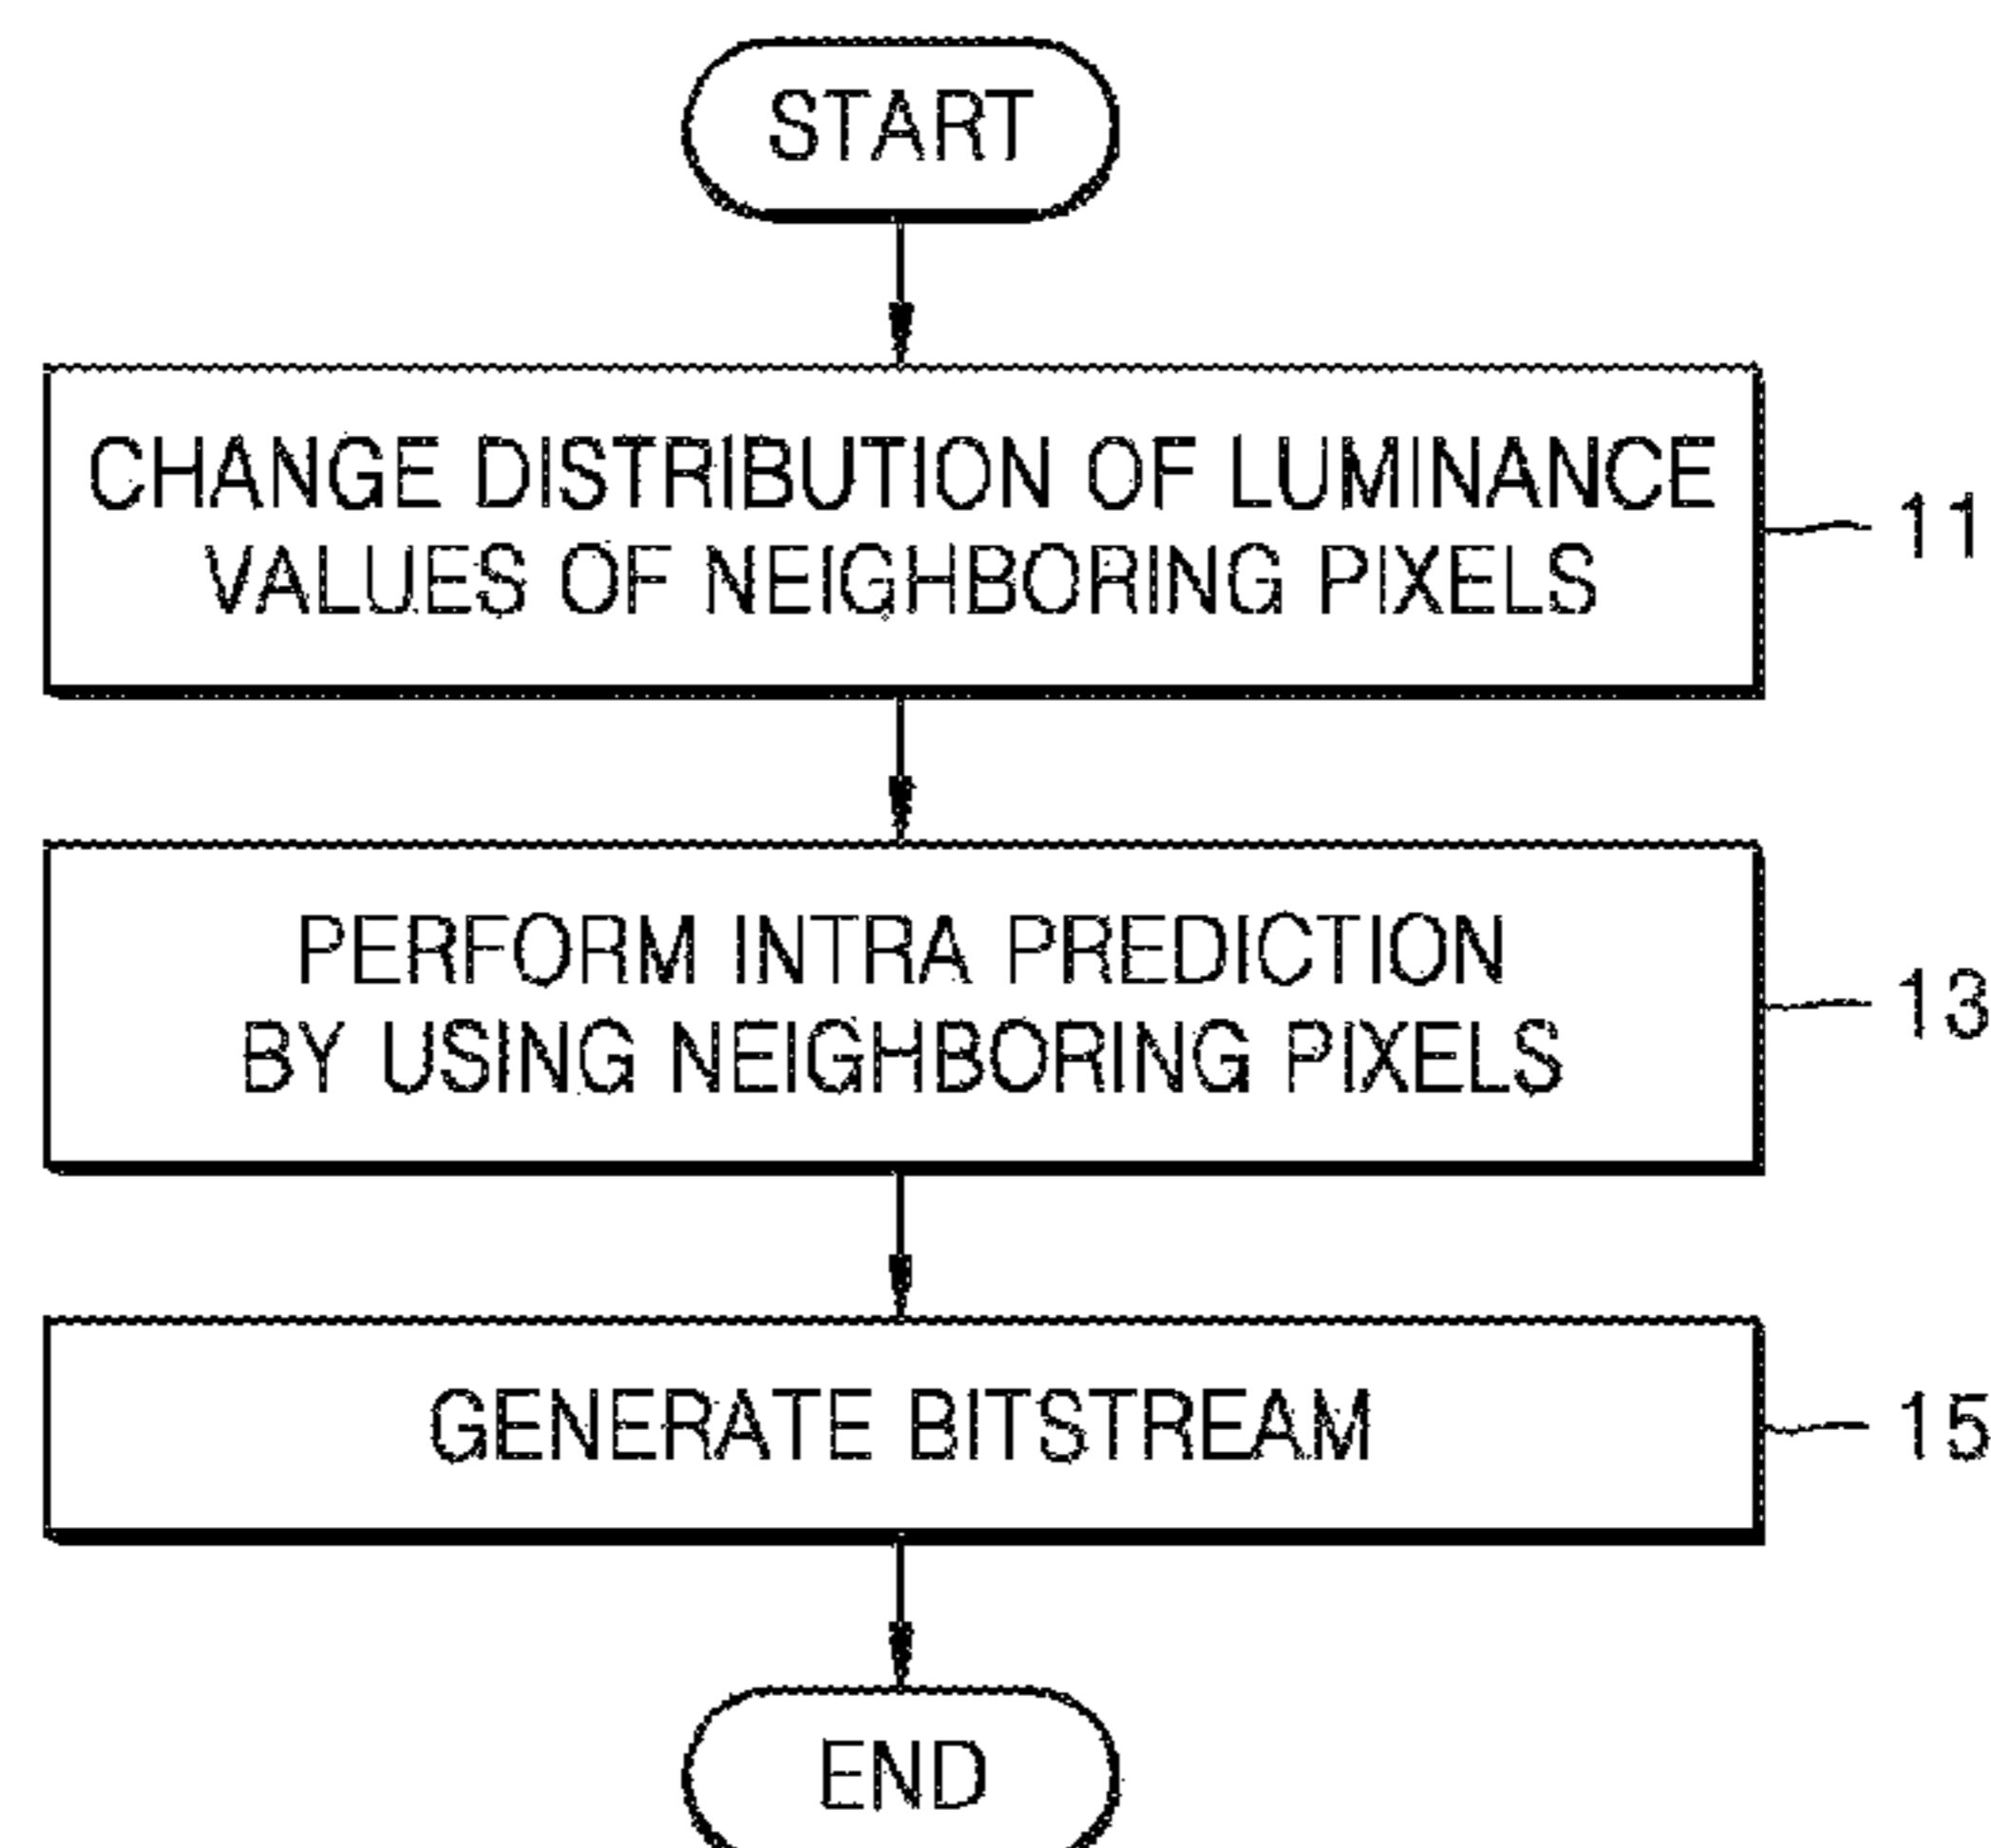 START
CHANGE DISTRIBUTION OF LUMINANCE
VALUES OF NEIGHBORING PIXELS
11
PERFORM INTRA PREDICTION
BY USING NEIGHBORING PIXELS
13
GENERATE BITSTREAM
15
END